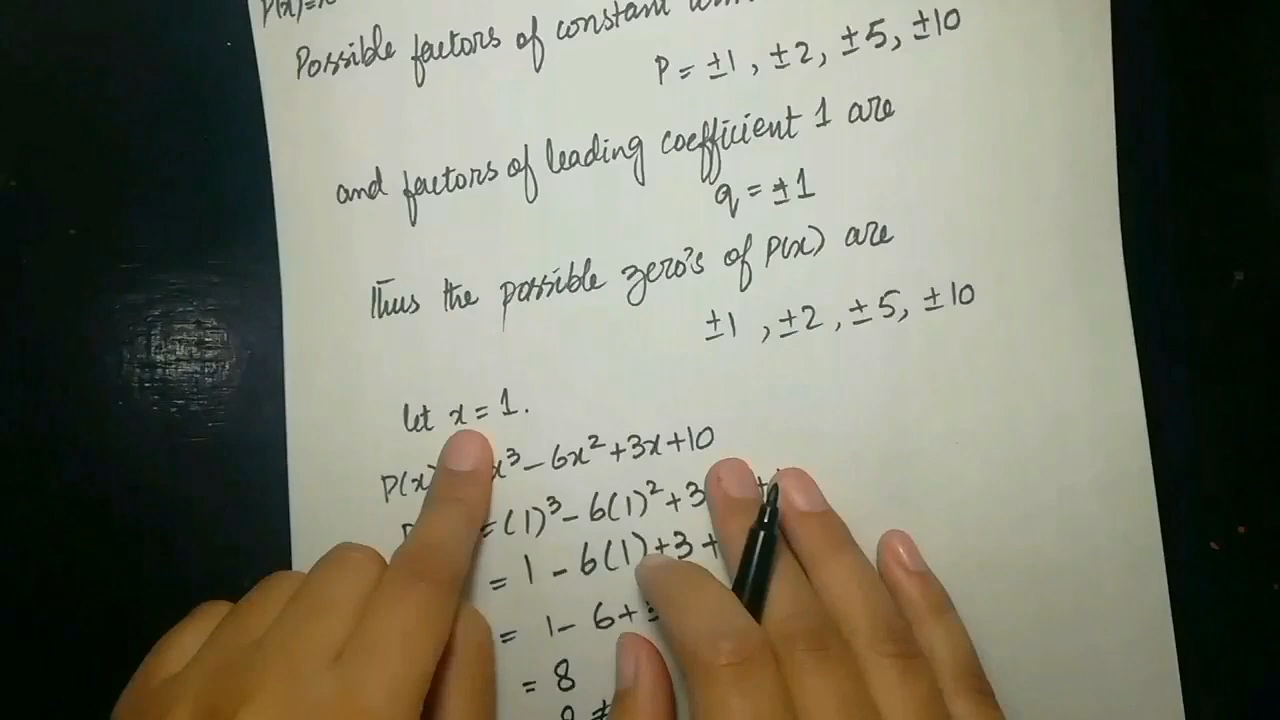 P(x)=x
Possible factors of constant
P = ±1, ±2, ±5, ±10
and factors of leading coefficient 1 are
q = ±1
Thus the possible zero's of P(x) are
±1, ±2, ±5, ±10
let x = 1.
P(x) x³ - 6x² + 3x + 10
= (1)³ - 6(1)² + 3 +
= 1 - 6(1) + 3 +
= 1 - 6 +
= 8
≠